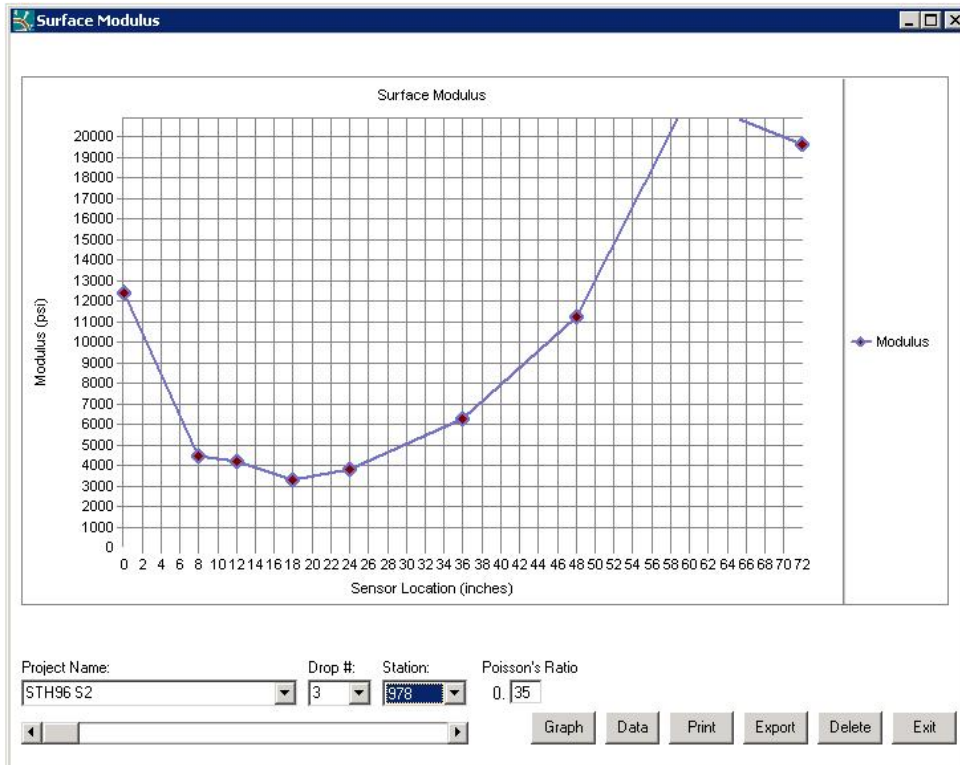 Surface Modulus
Surface Modulus
20000
19000
18000
17000
16000
15000
14000
13000
12000
11000
10000
9000
8000
7000
6000
5000
4000
3000
2000
1000
0
Modulus (psi)
0 2 4 6 8 10 12 14 16 18 20 22 24 26 28 30 32 34 36 38 40 42 44 46 48 50 52 54 56 58 60 62 64 66 68 70 72
Sensor Location (inches)
Modulus
Project Name: Drop #: Station: Poisson's Ratio
STH96 S2 3 978 0. 35
Graph Data Print Export Delete Exit